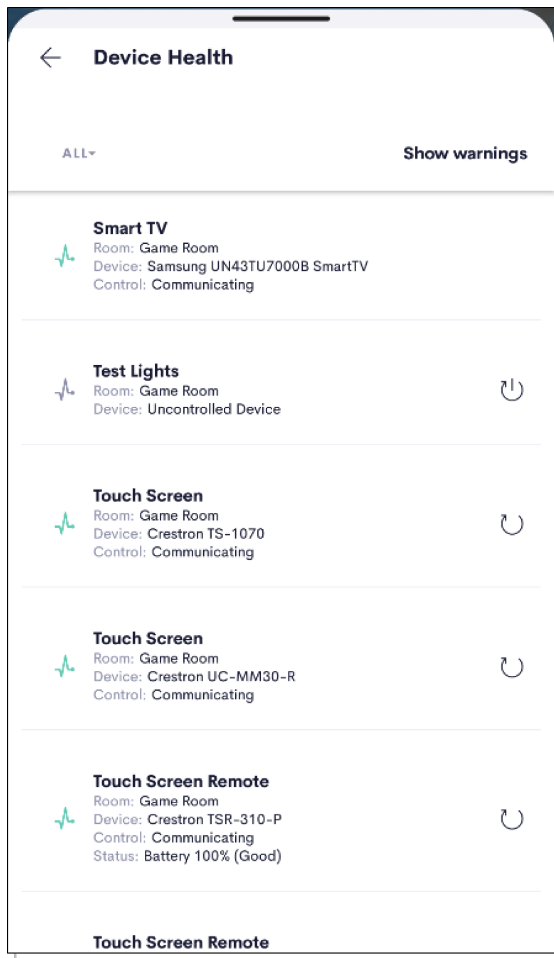 Device Health
ALL
Show warnings
Smart TV
Room: Game Room
Device: Samsung UN43TU7000B SmartTV
Control: Communicating
Test Lights
Room: Game Room
Device: Uncontrolled Device
Touch Screen
Room: Game Room
Device: Crestron TS-1070
Control: Communicating
Touch Screen
Room: Game Room
Device: Crestron UC-MM30-R
Control: Communicating
Touch Screen Remote
Room: Game Room
Device: Crestron TSR-310-P
Control: Communicating
Status: Battery 100% (Good)
Touch Screen Remote